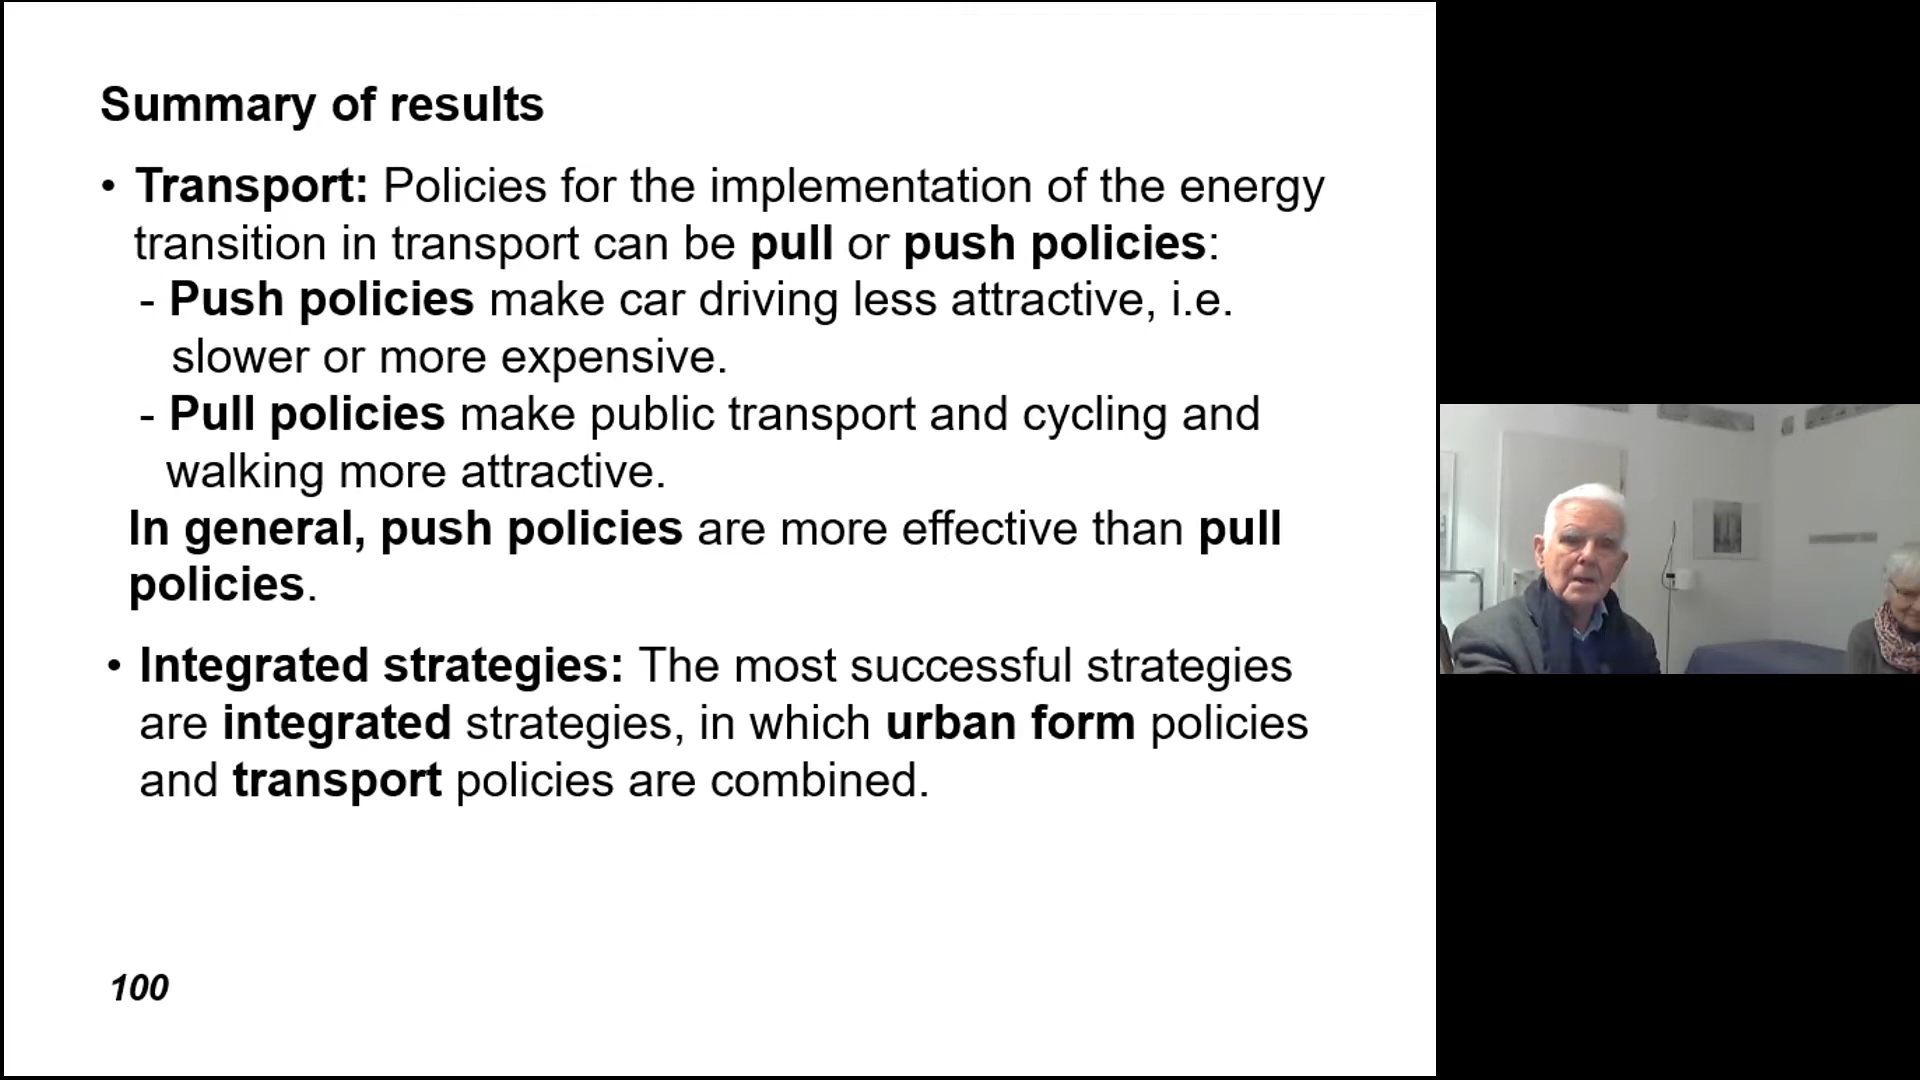 Summary of results
• Transport: Policies for the implementation of the energy
transition in transport can be pull or push policies:
- Push policies make car driving less attractive, i.e.
slower or more expensive.
- Pull policies make public transport and cycling and
walking more attractive.
In general, push policies are more effective than pull
policies.
• Integrated strategies: The most successful strategies
are integrated strategies, in which urban form policies
and transport policies are combined.
100